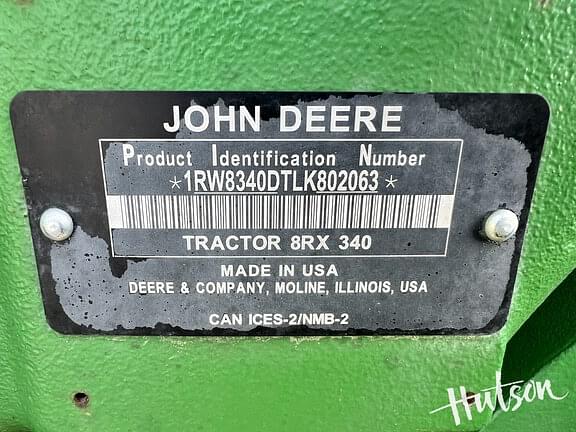 JOHN DEERE
Product Identification Number
*1RW8340DTLK802063*
TRACTOR 8RX 340
MADE IN USA
DEERE & COMPANY, MOLINE, ILLINOIS, USA
CAN ICES-2/NMB-2
Hutson